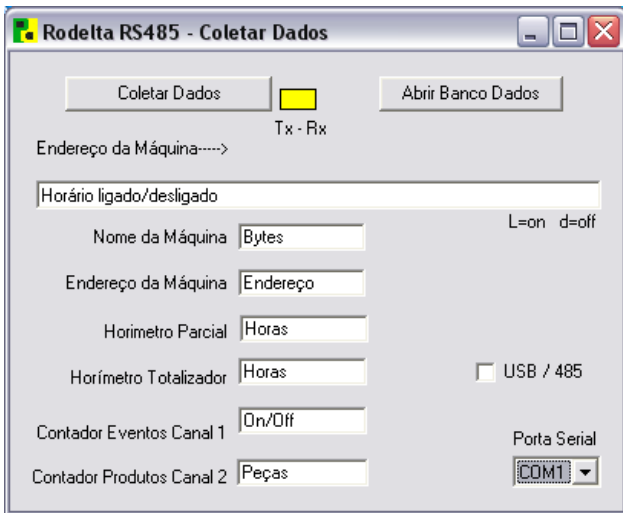 Rodelta RS485 - Coletar Dados
Coletar Dados
Abrir Banco Dados
Tx - Rx
Endereço da Máquina----->
Horário ligado/desligado
L=on d=off
Nome da Máquina Bytes
Endereço da Máquina Endereço
Horimetro Parcial Horas
Horímetro Totalizador Horas
USB / 485
Contador Eventos Canal 1 On/Off
Porta Serial
Contador Produtos Canal 2 Peças
COM1